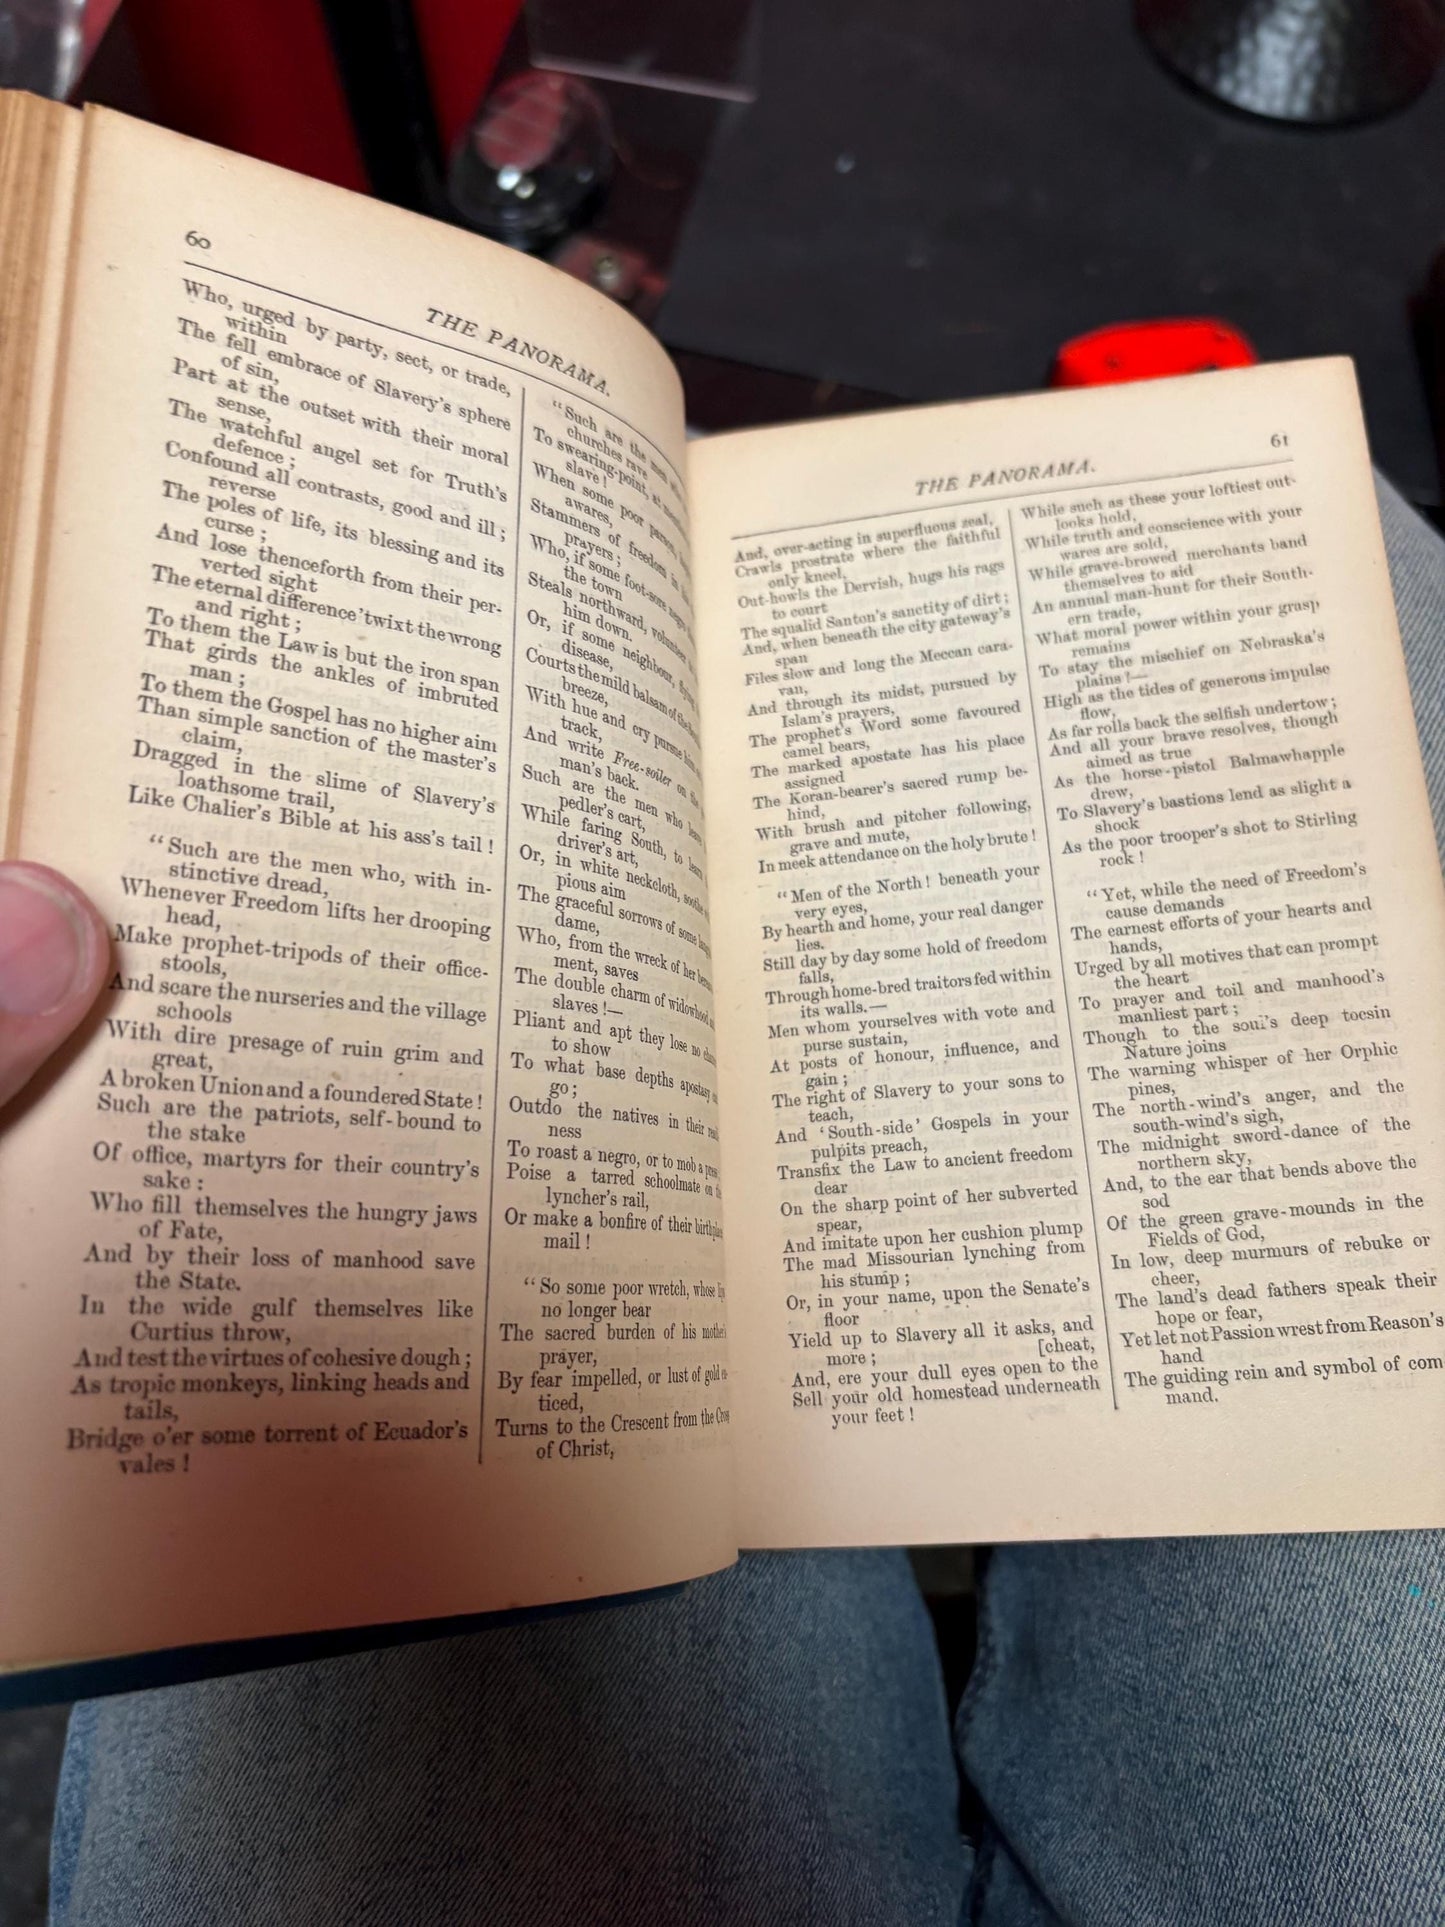 60
THE PANORAMA.
Who, urged by party, sect, or trade,
within
The fell embrace of Slavery's sphere
of sin,
Part at the outset with their moral
sense,
The watchful angel set for Truth's
defence;
Confound all contrasts, good and ill;
reverse
The poles of life, its blessing and its
curse;
And lose thenceforth from their per-
verted sight
The eternal difference 'twixt the wrong
and right;
To them the Law is but the iron span
That girds the ankles of imbruted
man;
To them the Gospel has no higher aim
Than simple sanction of the master's
claim,
Dragged in the slime of Slavery's
loathsome trail,
Like Chalier's Bible at his ass's tail!
"Such are the men who, with in-
stinctive dread,
Whenever Freedom lifts her drooping
head,
Make prophet-tripods of their office-
stools,
And scare the nurseries and the village
schools
With dire presage of ruin grim and
great,
A broken Union and a foundered State!
Such are the patriots, self-bound to
the stake
Of office, martyrs for their country's
sake:
Who fill themselves the hungry jaws
of Fate,
And by their loss of manhood save
the State.
In the wide gulf themselves like
Curtius throw,
And test the virtues of cohesive dough;
As tropic monkeys, linking heads and
tails,
Bridge o'er some torrent of Ecuador's
vales!
"Such are the men
churches rave
To swearing-point, at
slave!
When some poor parson,
awares,
Stammers of freedom in
prayers;
Who, if some foot-sore negro
the town
Steals northward, volunteer
him down.
Or, if some neighbour, flying
disease,
Courts the mild balsam of the
breeze,
With hue and cry pursue him
track,
And write Free-soiler on the
man's back.
Such are the men who leave
pedler's cart,
While faring South, to learn
driver's art,
Or, in white neckcloth, soothe
pious aim
The graceful sorrows of some
dame,
Who, from the wreck of her
ment, saves
The double charm of widowhood
slaves!—
Pliant and apt they lose no
to show
To what base depths apostasy
go;
Outdo the natives in their
ness
To roast a negro, or to mob a
Poise a tarred schoolmate on
lyncher's rail,
Or make a bonfire of their birthplace
mail!
"So some poor wretch, whose lips
no longer bear
The sacred burden of his mother's
prayer,
By fear impelled, or lust of gold en-
ticed,
Turns to the Crescent from the Cross
of Christ,
61
THE PANORAMA.
And, over-acting in superfluous zeal,
Crawls prostrate where the faithful
only kneel,
Out-howls the Dervish, hugs his rags
to court
The squalid Santon's sanctity of dirt;
And, when beneath the city gateway's
span
Files slow and long the Meccan cara-
van,
And through its midst, pursued by
Islam's prayers,
The prophet's Word some favoured
camel bears,
The marked apostate has his place
assigned
The Koran-bearer's sacred rump be-
hind,
With brush and pitcher following,
grave and mute,
In meek attendance on the holy brute!
"Men of the North! beneath your
very eyes,
By hearth and home, your real danger
lies.
Still day by day some hold of freedom
falls,
Through home-bred traitors fed within
its walls.—
Men whom yourselves with vote and
purse sustain,
At posts of honour, influence, and
gain;
The right of Slavery to your sons to
teach,
And 'South-side' Gospels in your
pulpits preach,
Transfix the Law to ancient freedom
dear
On the sharp point of her subverted
spear,
And imitate upon her cushion plump
The mad Missourian lynching from
his stump;
Or, in your name, upon the Senate's
floor
Yield up to Slavery all it asks, and
more; [cheat,
And, ere your dull eyes open to the
Sell your old homestead underneath
your feet!
While such as these your loftiest out-
looks hold,
While truth and conscience with your
wares are sold,
While grave-browed merchants band
themselves to aid
An annual man-hunt for their South-
ern trade,
What moral power within your grasp
remains
To stay the mischief on Nebraska's
plains!—
High as the tides of generous impulse
flow,
As far rolls back the selfish undertow;
And all your brave resolves, though
aimed as true
As the horse-pistol Balmawhapple
drew,
To Slavery's bastions lend as slight a
shock
As the poor trooper's shot to Stirling
rock!
"Yet, while the need of Freedom's
cause demands
The earnest efforts of your hearts and
hands,
Urged by all motives that can prompt
the heart
To prayer and toil and manhood's
manliest part;
Though to the soul's deep tocsin
Nature joins
The warning whisper of her Orphic
pines,
The north-wind's anger, and the
south-wind's sigh,
The midnight sword-dance of the
northern sky,
And, to the ear that bends above the
sod
Of the green grave-mounds in the
Fields of God,
In low, deep murmurs of rebuke or
cheer,
The land's dead fathers speak their
hope or fear,
Yet let not Passion wrest from Reason's
hand
The guiding rein and symbol of com
mand.